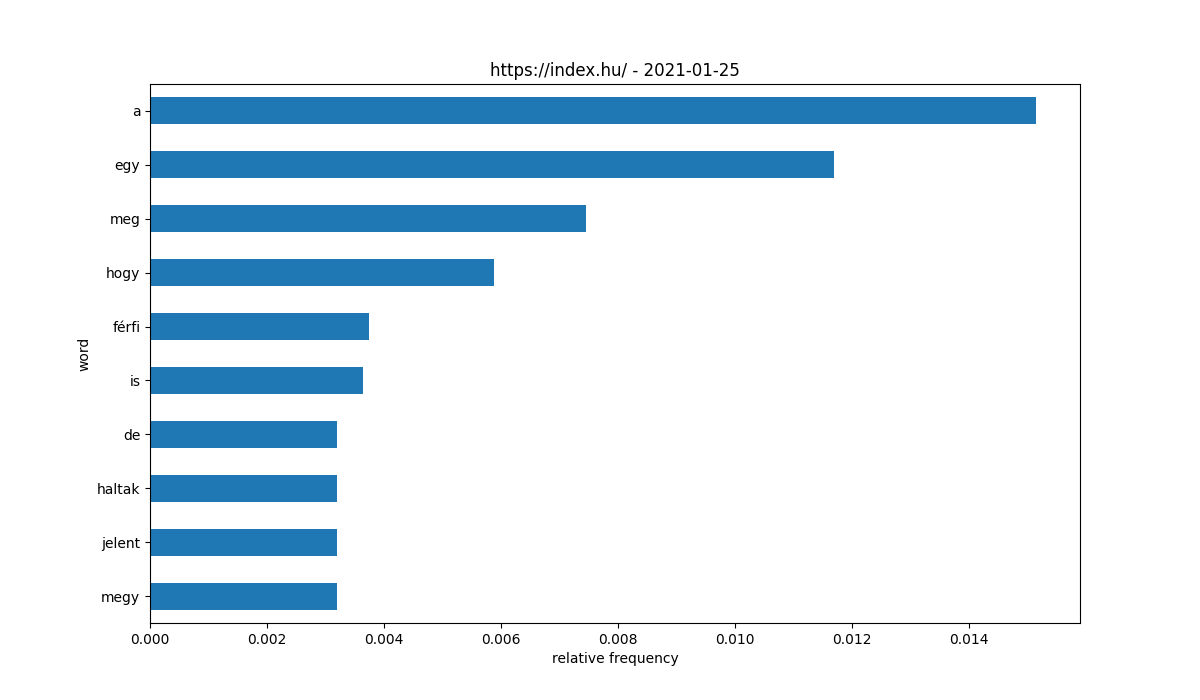 https://index.hu/ - 2021-01-25
a
egy
meg
hogy
férfi
is
de
haltak
jelent
megy
word
0.000 0.002 0.004 0.006 0.008 0.010 0.012 0.014
relative frequency